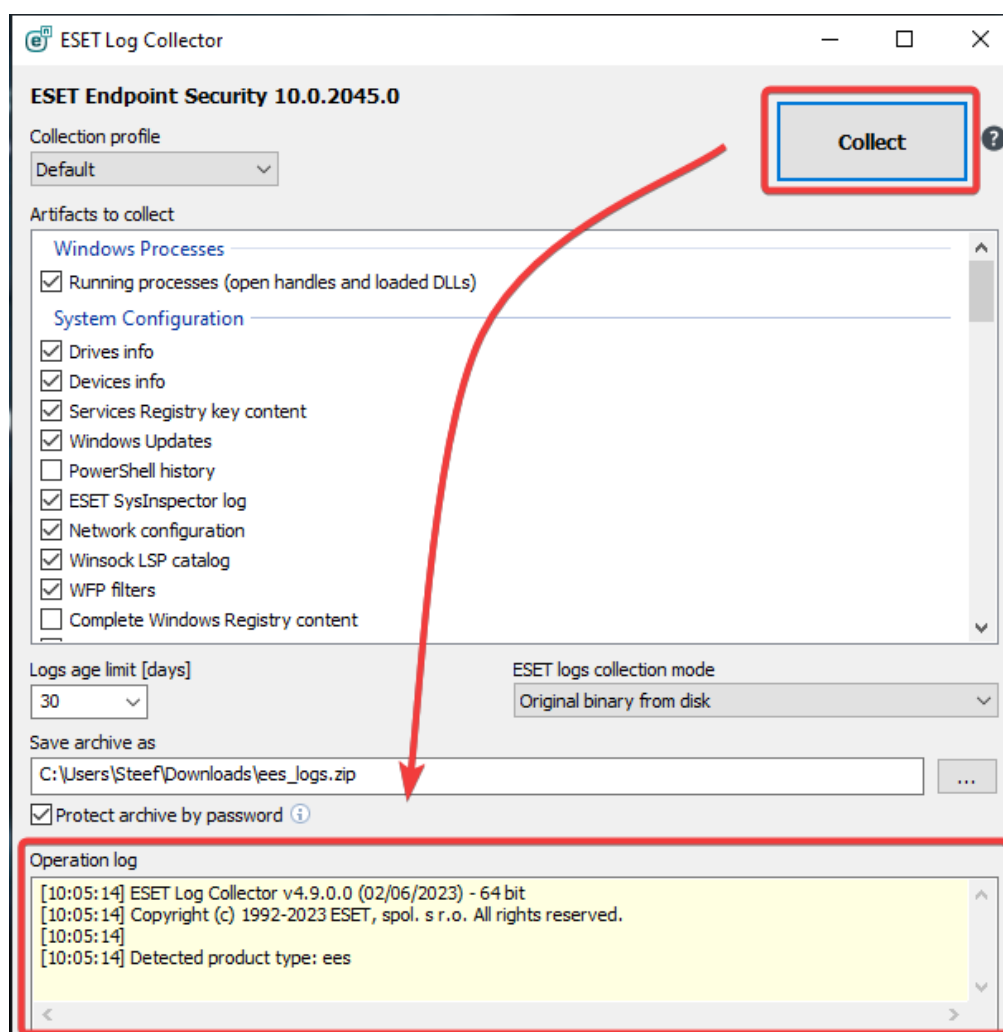 ESET Log Collector
ESET Endpoint Security 10.0.2045.0
Collection profile
Default
Collect
?
Artifacts to collect
Windows Processes
Running processes (open handles and loaded DLLs)
System Configuration
Drives info
Devices info
Services Registry key content
Windows Updates
PowerShell history
ESET SysInspector log
Network configuration
Winsock LSP catalog
WFP filters
Complete Windows Registry content
Logs age limit [days]
ESET logs collection mode
30
Original binary from disk
Save archive as
C:\Users\Steef\Downloads\ees_logs.zip
...
Protect archive by password
Operation log
[10:05:14] ESET Log Collector v4.9.0.0 (02/06/2023) - 64 bit
[10:05:14] Copyright (c) 1992-2023 ESET, spol. s r.o. All rights reserved.
[10:05:14]
[10:05:14] Detected product type: ees